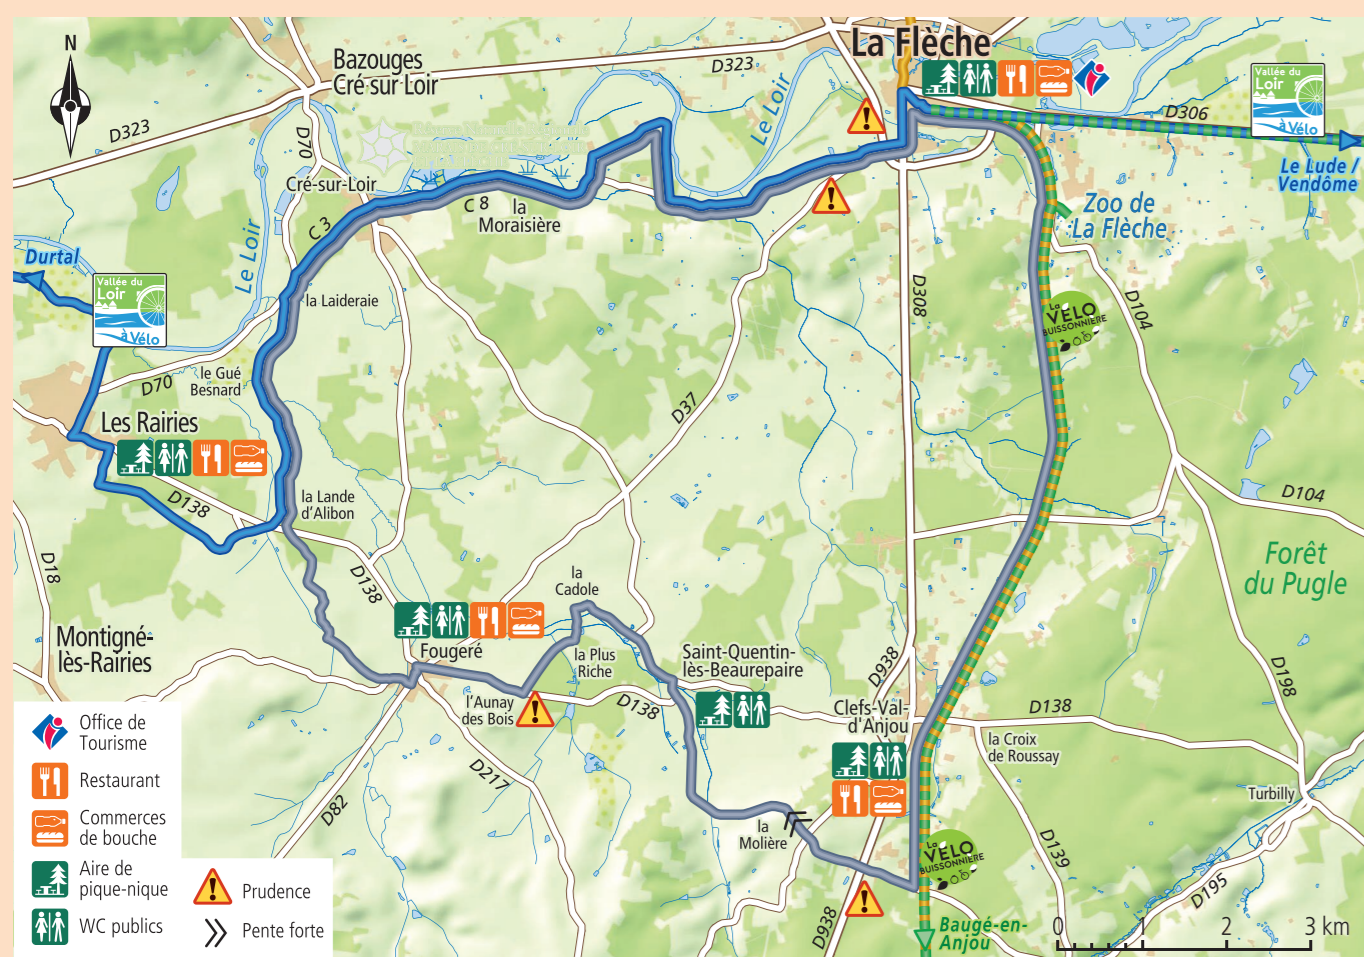 N
Bazouges
Cré sur Loir
D323
D323
D70
La Flèche
Le Loir
D306
Vallée du
Loir
à Vélo
Le Lude /
Vendôme
Zoo de
La Flèche
Cré-sur-Loir
C 8
la
Moraisière
C 3
Le Loir
Durtal
Vallée du
Loir
à Vélo
la Laideraie
D308
D104
La
VÉLO
BUISSONNIÈRE
le Gué
Besnard
D70
D37
Les Rairies
D138
la Lande
d'Alibon
D104
Forêt
du Pugle
D18
D138
la
Cadole
Montigné-
lès-Rairies
Fougeré
la Plus
Riche
Saint-Quentin-
lès-Beaurepaire
D938
D198
l'Aunay
des Bois
D138
Clefs-Val-
d'Anjou
D138
la Croix
de Roussay
D217
D82
Turbilly
la
Molière
La
VÉLO
BUISSONNIÈRE
D139
D195
D938
Baugé-en-
Anjou
0 1 2 3 km
Office de
Tourisme
Restaurant
Commerces
de bouche
Aire de
pique-nique
WC publics
Prudence
Pente forte